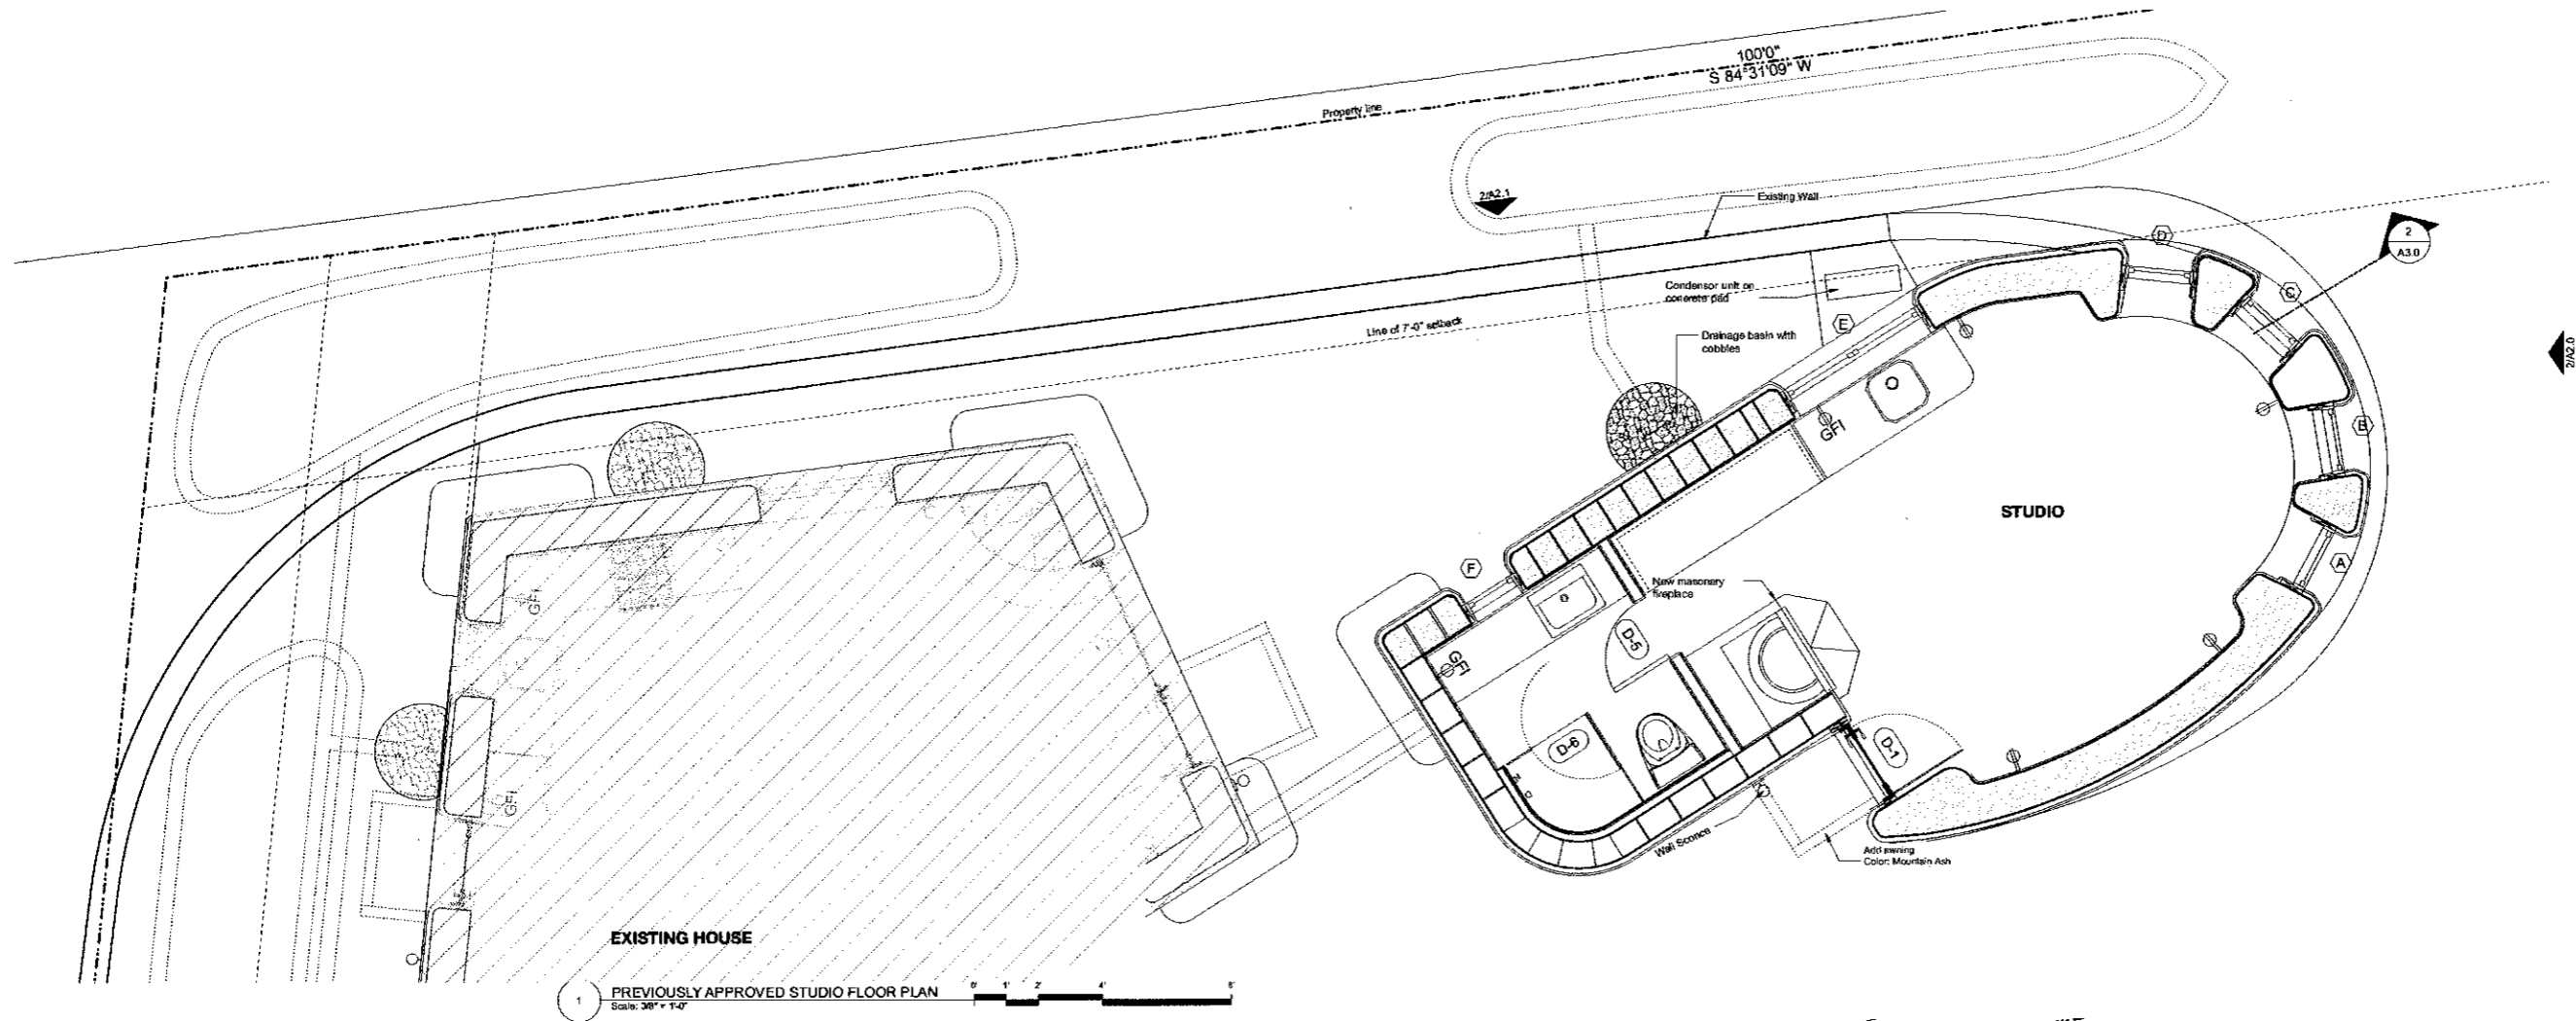 100'0"
S 84°31'09" W
Property line
2/A2.1
Existing Wall
D
2
A3.0
Condensor unit on
concrete pad
C
Line of 7'-0" setback
E
Drainage basin with
cobbles
2/A2.0
B
GFI
STUDIO
F
New masonary
fireplace
A
GFI
D-5
GFI
D-6
D-1
GFI
Wall Sconce
Add awning
Color: Mountain Ash
EXISTING HOUSE
1
PREVIOUSLY APPROVED STUDIO FLOOR PLAN
Scale: 3/8" = 1'-0"
0' 1' 2' 4' 8'